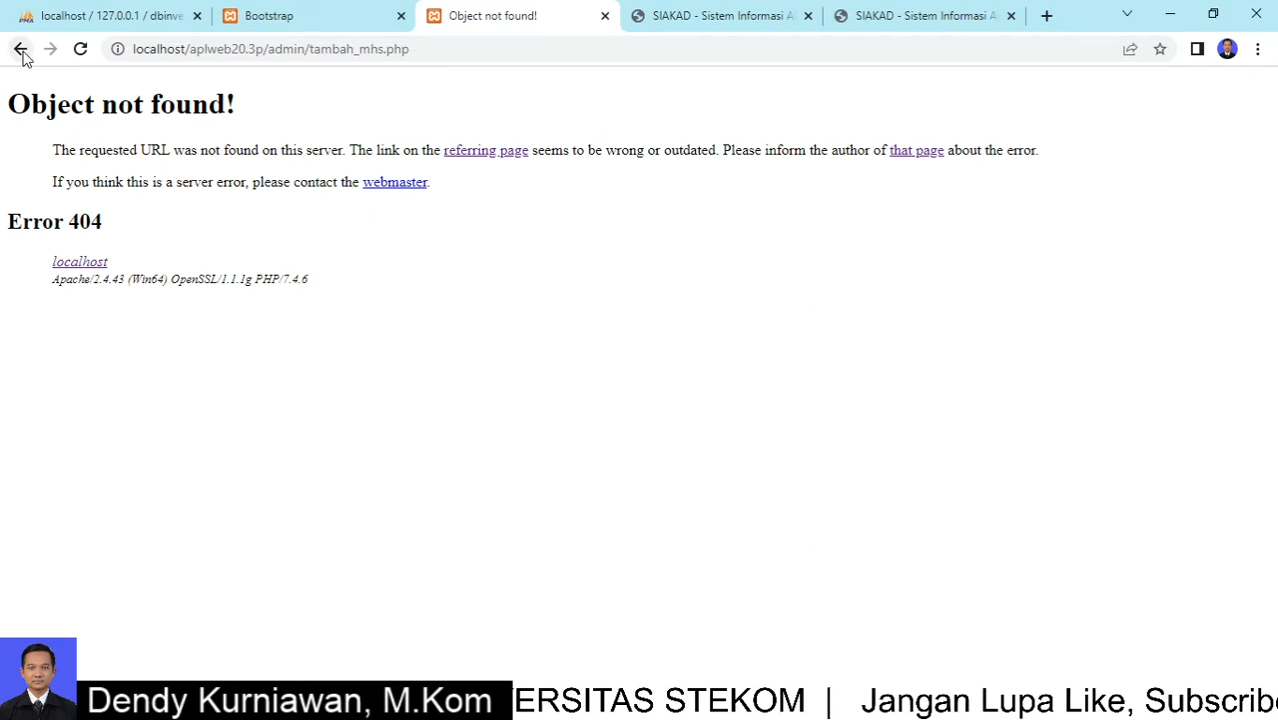 localhost / 127.0.0.1 / dbinve
Bootstrap
Object not found!
SIAKAD - Sistem Informasi A
SIAKAD - Sistem Informasi A
localhost/aplweb20.3p/admin/tambah_mhs.php
Object not found!
The requested URL was not found on this server. The link on the referring page seems to be wrong or outdated. Please inform the author of that page about the error.
If you think this is a server error, please contact the webmaster.
Error 404
localhost
Apache/2.4.43 (Win64) OpenSSL/1.1.1g PHP/7.4.6
Dendy Kurniawan, M.Kom
ERSITAS STEKOM | Jangan Lupa Like, Subscribe